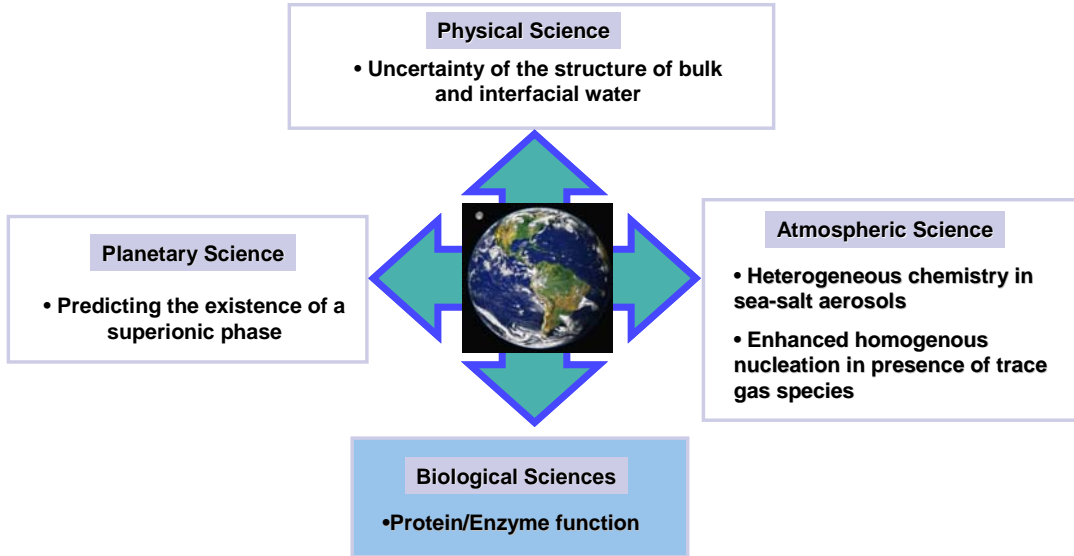 Physical Science
• Uncertainty of the structure of bulk
and interfacial water
Planetary Science
• Predicting the existence of a
superionic phase
Atmospheric Science
• Heterogeneous chemistry in
sea-salt aerosols
• Enhanced homogenous
nucleation in presence of trace
gas species
Biological Sciences
•Protein/Enzyme function